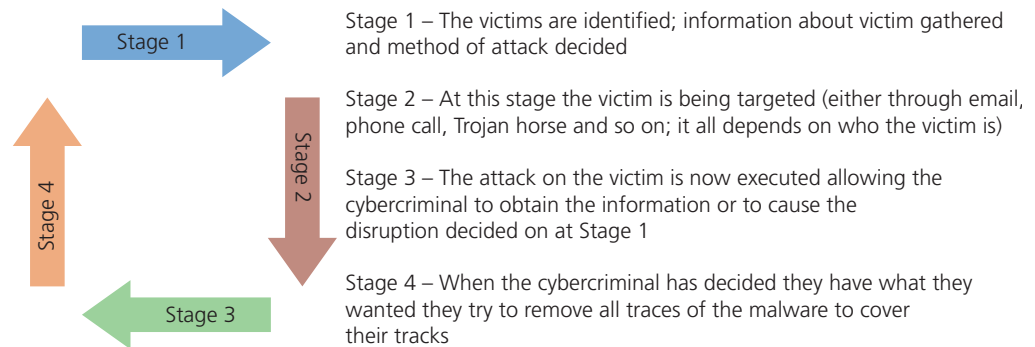 Stage 1
Stage 2
Stage 3
Stage 4
Stage 1 – The victims are identified; information about victim gathered
and method of attack decided
Stage 2 – At this stage the victim is being targeted (either through email,
phone call, Trojan horse and so on; it all depends on who the victim is)
Stage 3 – The attack on the victim is now executed allowing the
cybercriminal to obtain the information or to cause the
disruption decided on at Stage 1
Stage 4 – When the cybercriminal has decided they have what they
wanted they try to remove all traces of the malware to cover
their tracks